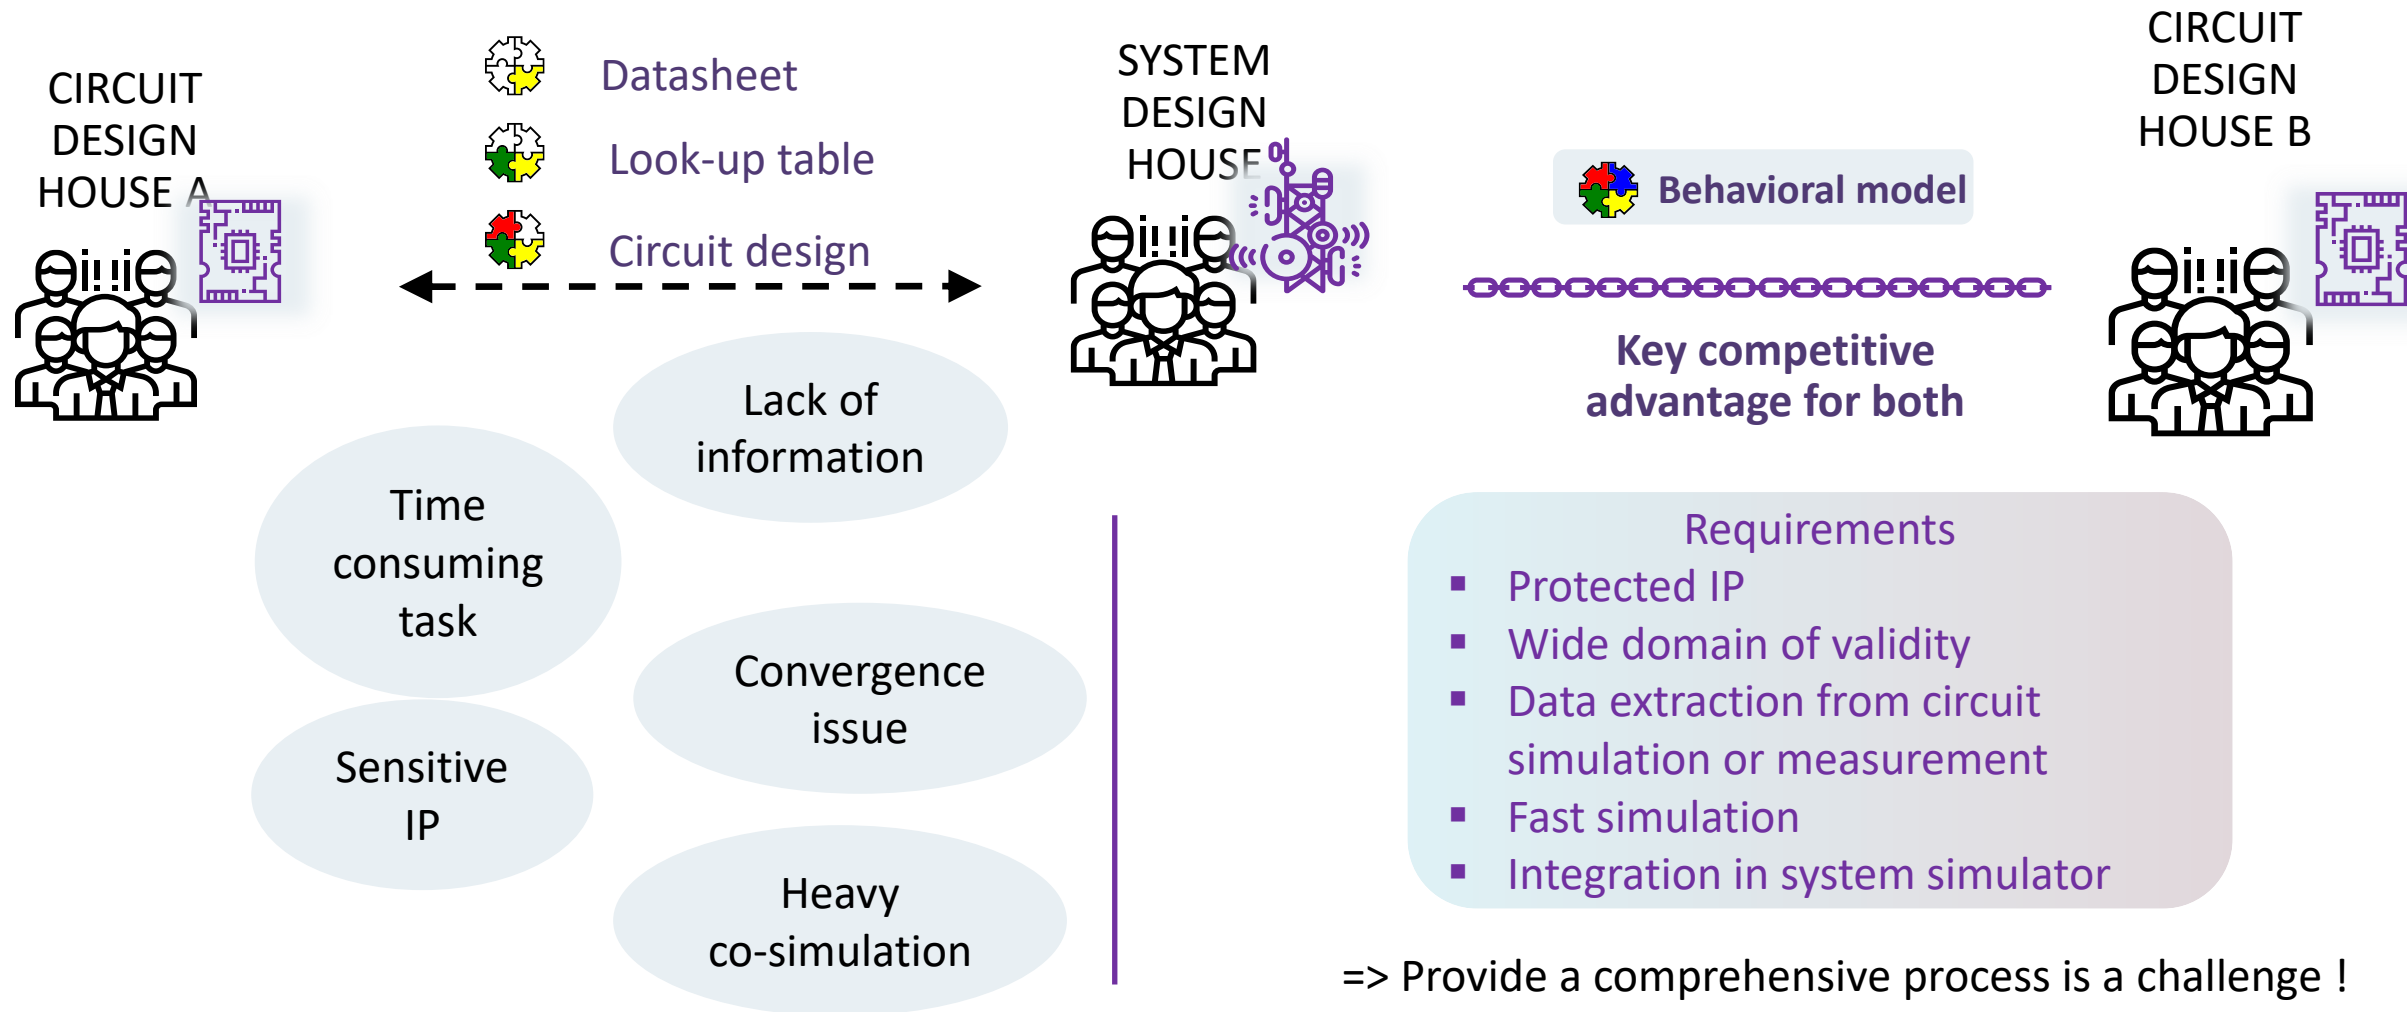 CIRCUIT
DESIGN
HOUSE A
Datasheet
Look-up table
Circuit design
SYSTEM
DESIGN
HOUSE
Behavioral model
Key competitive
advantage for both
CIRCUIT
DESIGN
HOUSE B
Lack of
information
Time
consuming
task
Convergence
issue
Sensitive
IP
Heavy
co-simulation
Requirements
▪ Protected IP
▪ Wide domain of validity
▪ Data extraction from circuit
simulation or measurement
▪ Fast simulation
▪ Integration in system simulator
=> Provide a comprehensive process is a challenge !